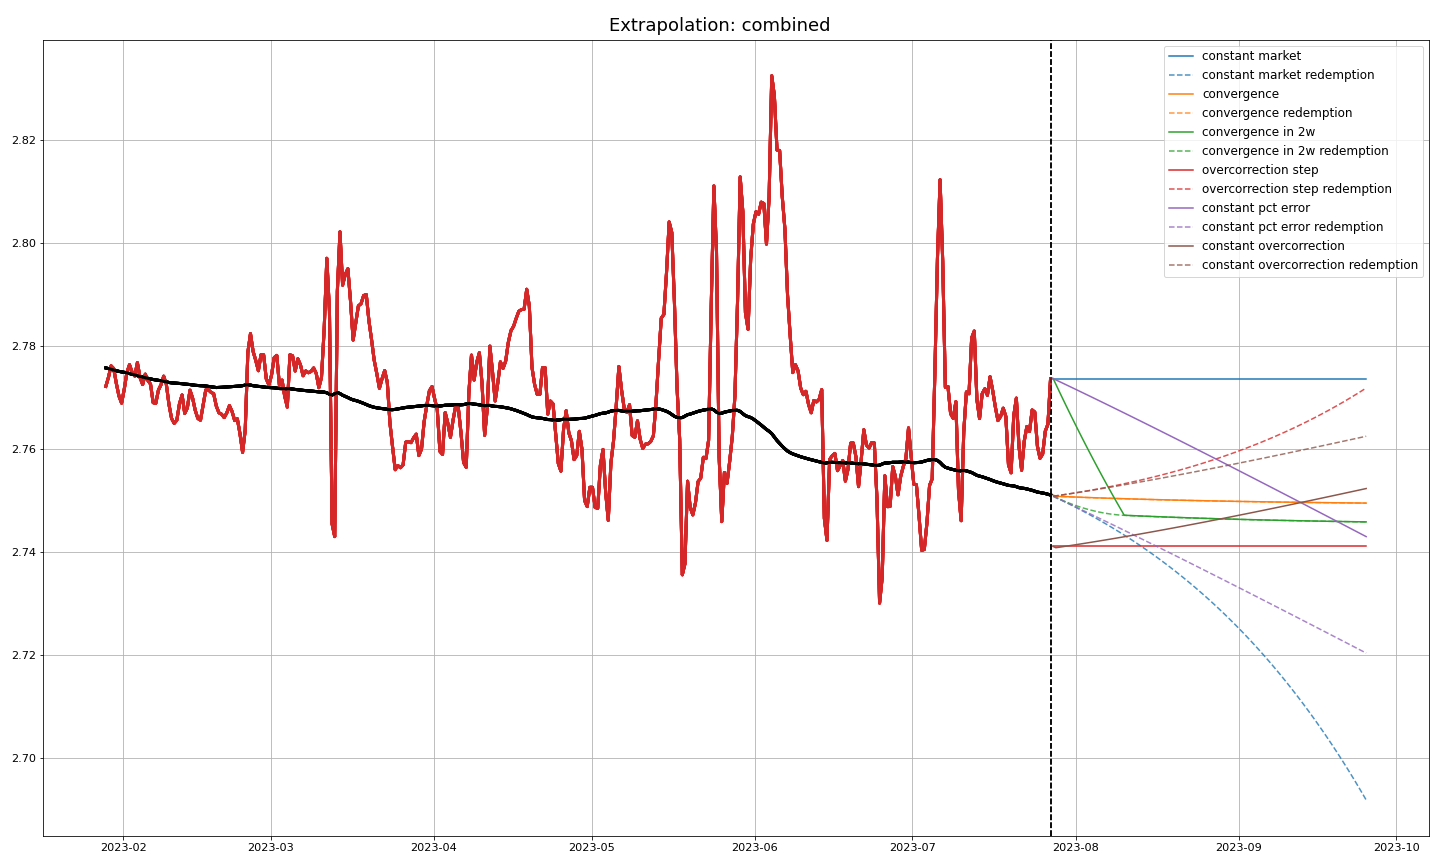 Extrapolation: combined
constant market
constant market redemption
convergence
convergence redemption
convergence in 2w
convergence in 2w redemption
overcorrection step
overcorrection step redemption
constant pct error
constant pct error redemption
constant overcorrection
constant overcorrection redemption
2.82
2.80
2.78
2.76
2.74
2.72
2.70
2023-02 2023-03 2023-04 2023-05 2023-06 2023-07 2023-08 2023-09 2023-10